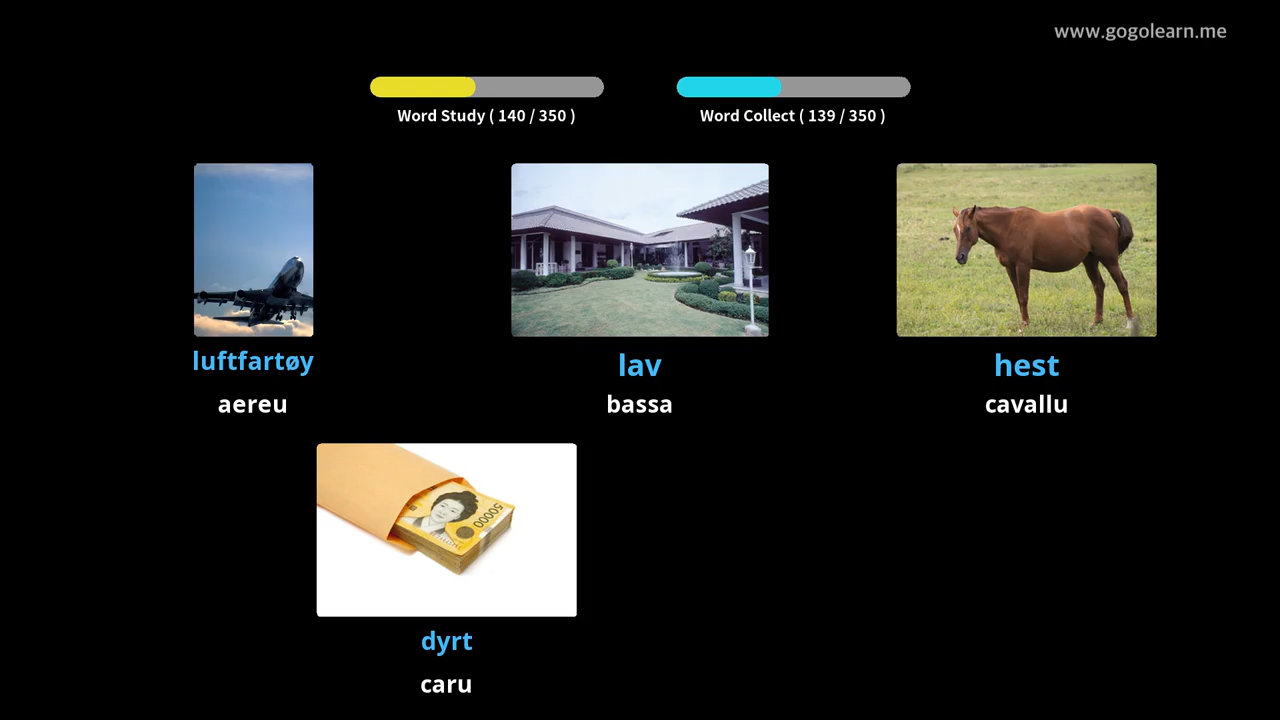 www.gogolearn.me
Word Study ( 140 / 350 )
Word Collect ( 139 / 350 )
luftfartøy
lav
hest
aereu
bassa
cavallu
50000
dyrt
caru